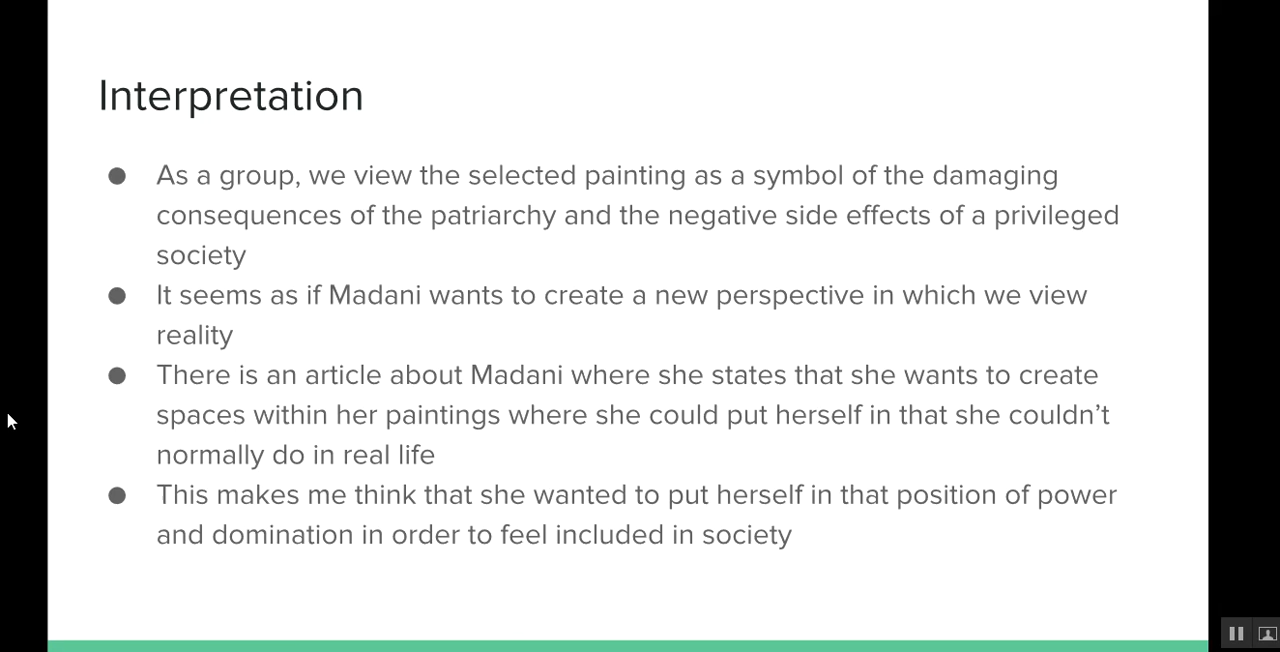 Interpretation
● As a group, we view the selected painting as a symbol of the damaging
consequences of the patriarchy and the negative side effects of a privileged
society
● It seems as if Madani wants to create a new perspective in which we view
reality
● There is an article about Madani where she states that she wants to create
spaces within her paintings where she could put herself in that she couldn’t
normally do in real life
● This makes me think that she wanted to put herself in that position of power
and domination in order to feel included in society